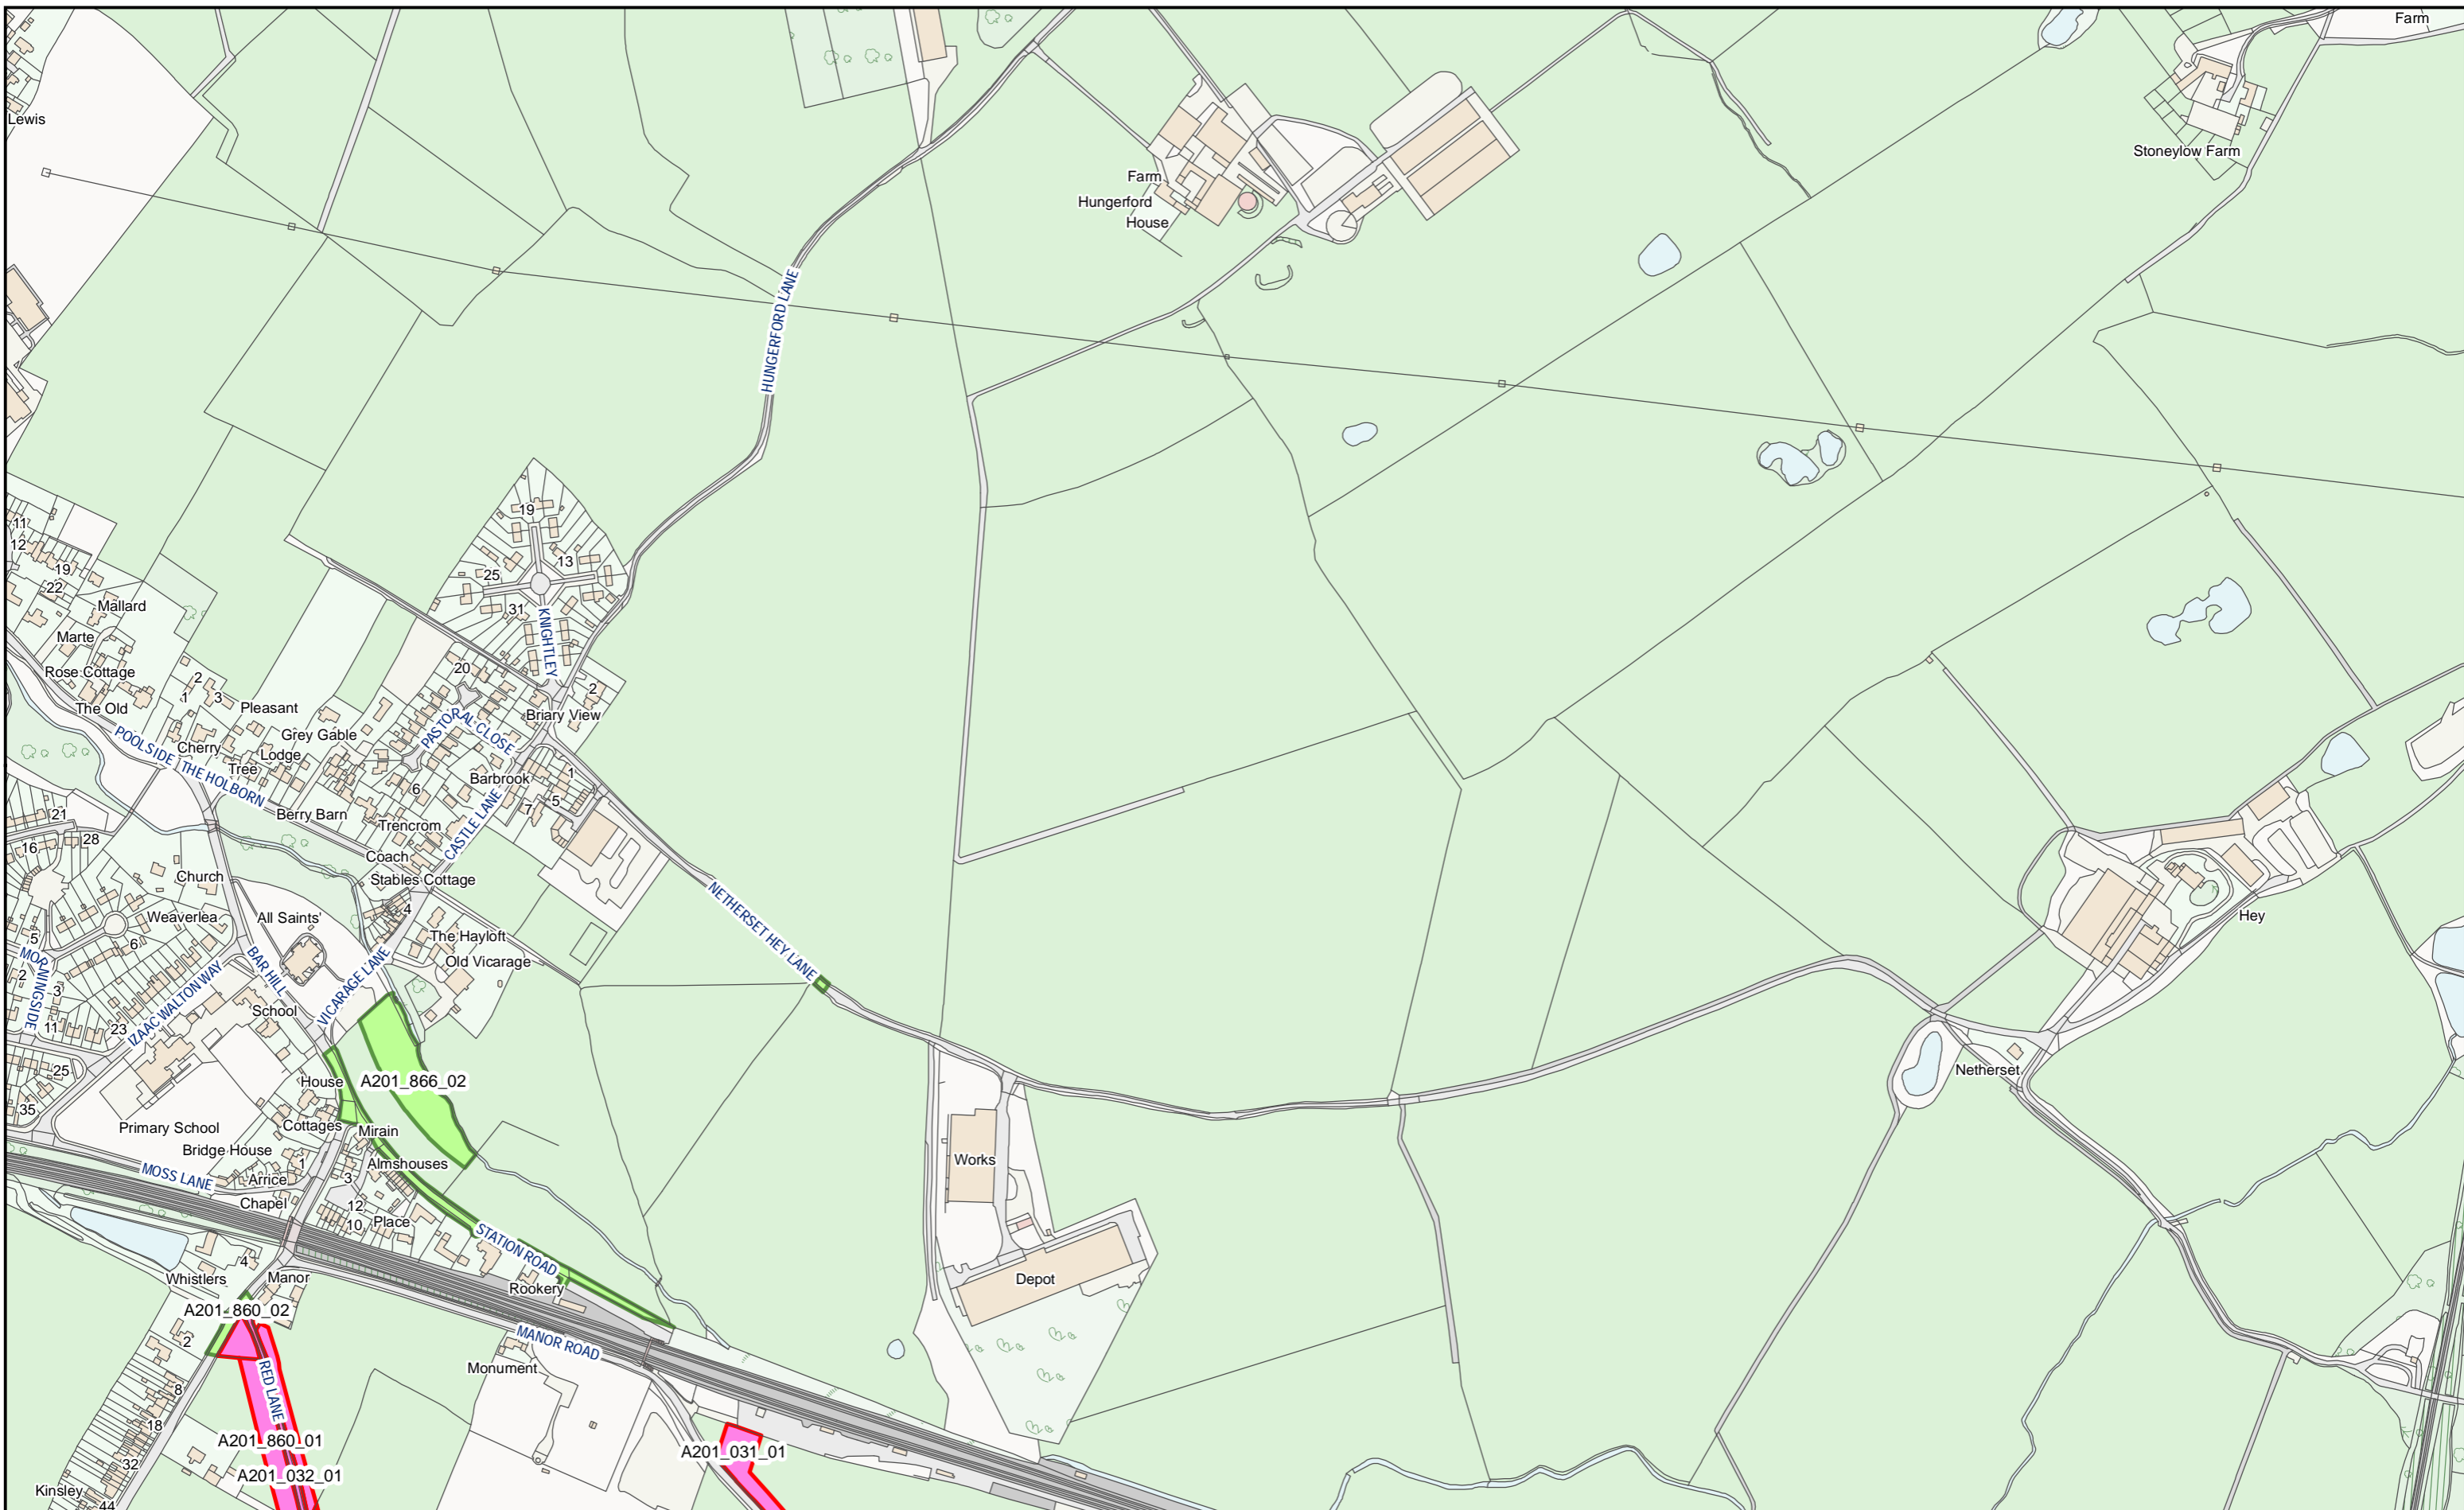 Farm
Lewis
Stoneylow Farm
Farm
Hungerford
House
HUNGERFORD LANE
19
11
12
13
19
25
22
Mallard
31
KNIGHTLEY
Marte
20
Rose Cottage
2
2
1
3
The Old
Pleasant
Briary View
PASTORAL CLOSE
Grey Gable
POOLSIDE
THE HOLBORN
Cherry
Lodge
Tree
Barbrook
1
6
5
7
21
Berry Barn
Trencrom
CASTLE LANE
28
16
Coach
Church
Stables Cottage
NETHERSET HEY LANE
4
Weaverlea
All Saints'
Hey
5
6
The Hayloft
MORNINGSIDE
BAR HILL
VICARAGE LANE
Old Vicarage
2
3
IZAAC WALTON WAY
School
11
23
25
House
A201_866_02
Netherset
35
Primary School
Cottages
Mirain
Bridge House
1
Almshouses
Works
MOSS LANE
Arrice
3
Chapel
12
10
Place
STATION ROAD
4
Whistlers
Manor
Rookery
Depot
A201_860_02
2
MANOR ROAD
RED LANE
Monument
8
18
A201_860_01
A201_031_01
32
A201_032_01
Kinsley
44